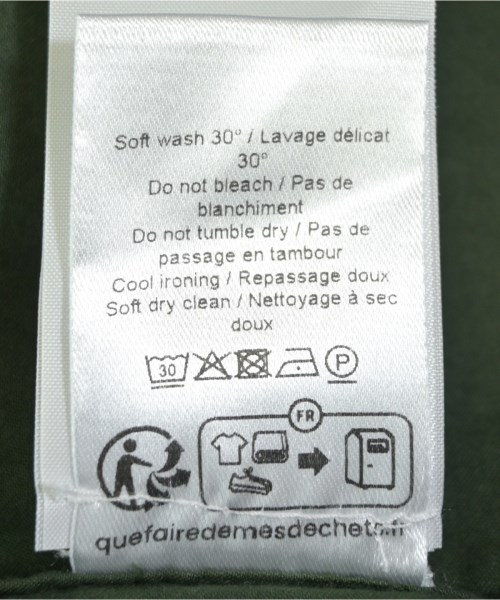 Soft wash 30° / Lavage délicat
30°
Do not bleach / Pas de
blanchiment
Do not tumble dry / Pas de
passage en tambour
Cool ironing / Repassage doux
Soft dry clean / Nettoyage à sec
doux
30 P
FR
quefairedemesdechets.fr